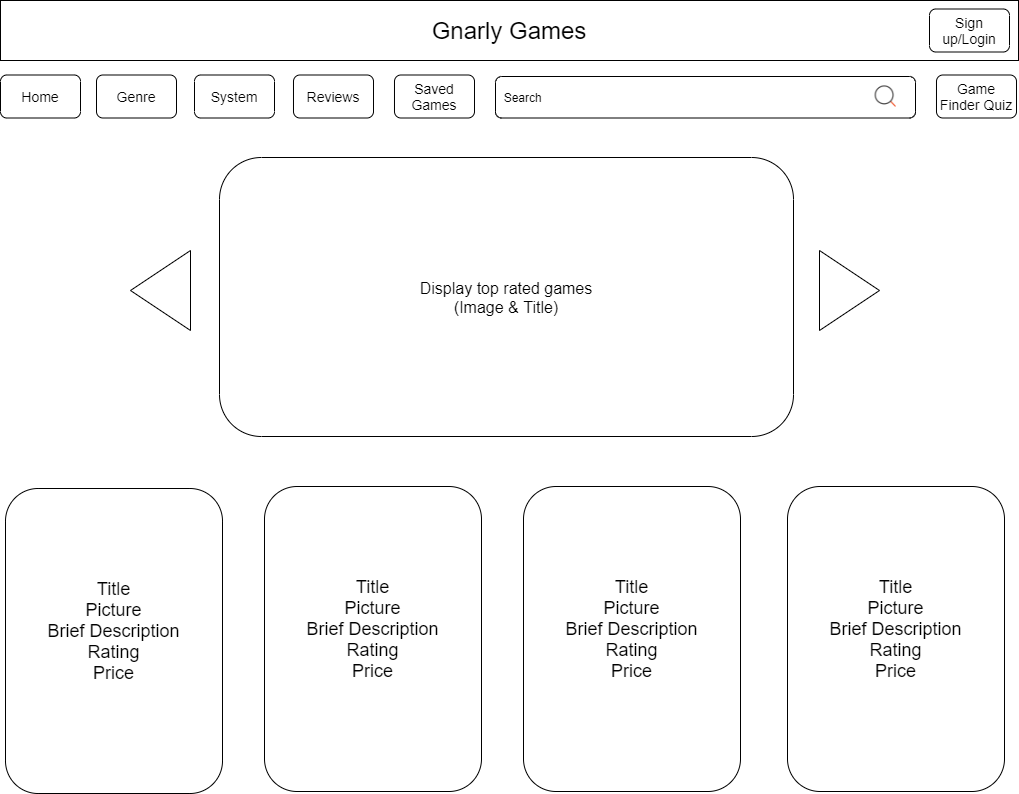 Gnarly Games
Sign
up/Login
Home
Genre
System
Reviews
Saved
Games
Search
Game
Finder Quiz
Display top rated games
(Image & Title)
Title
Picture
Brief Description
Rating
Price
Title
Picture
Brief Description
Rating
Price
Title
Picture
Brief Description
Rating
Price
Title
Picture
Brief Description
Rating
Price